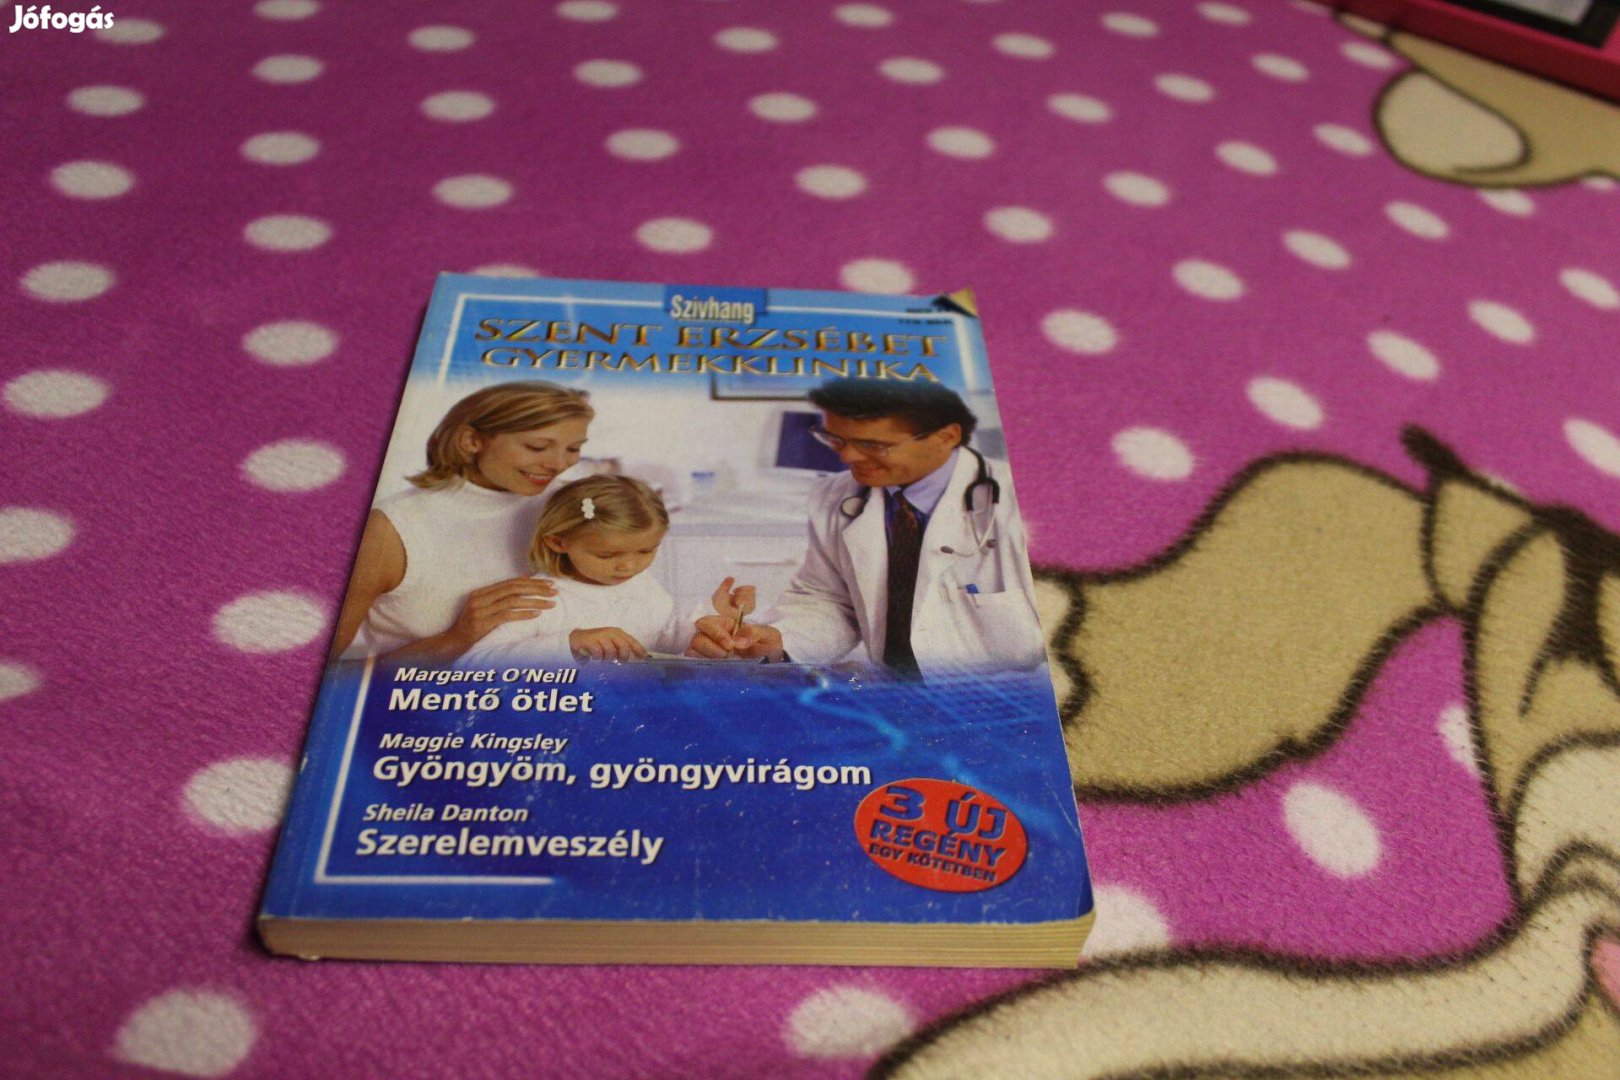 Jófogás
Szívhang
SZENT ERZSÉBET
GYERMEKKLINIKA
Margaret O'Neill
Mentő ötlet
Maggie Kingsley
Gyöngyöm, gyöngyvirágom
Sheila Danton
Szerelemveszély
3 ÚJ
REGÉNY
EGY KÖTETBEN